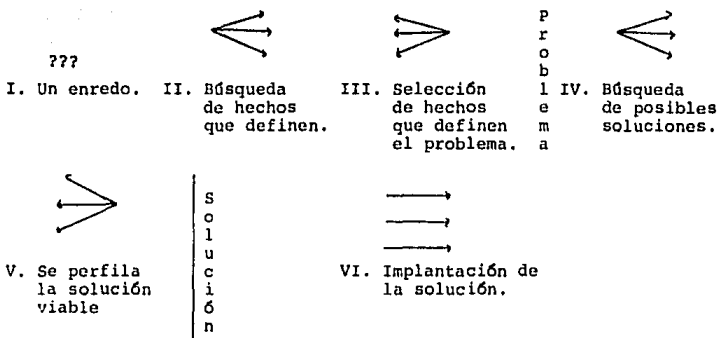 ???
I. Un enredo.
II. Búsqueda
de hechos
que definen.
III. Selección
de hechos
que definen
el problema.
Problema
IV. Búsqueda
de posibles
soluciones.
V. Se perfila
la solución
viable
Solución
VI. Implantación de
la solución.